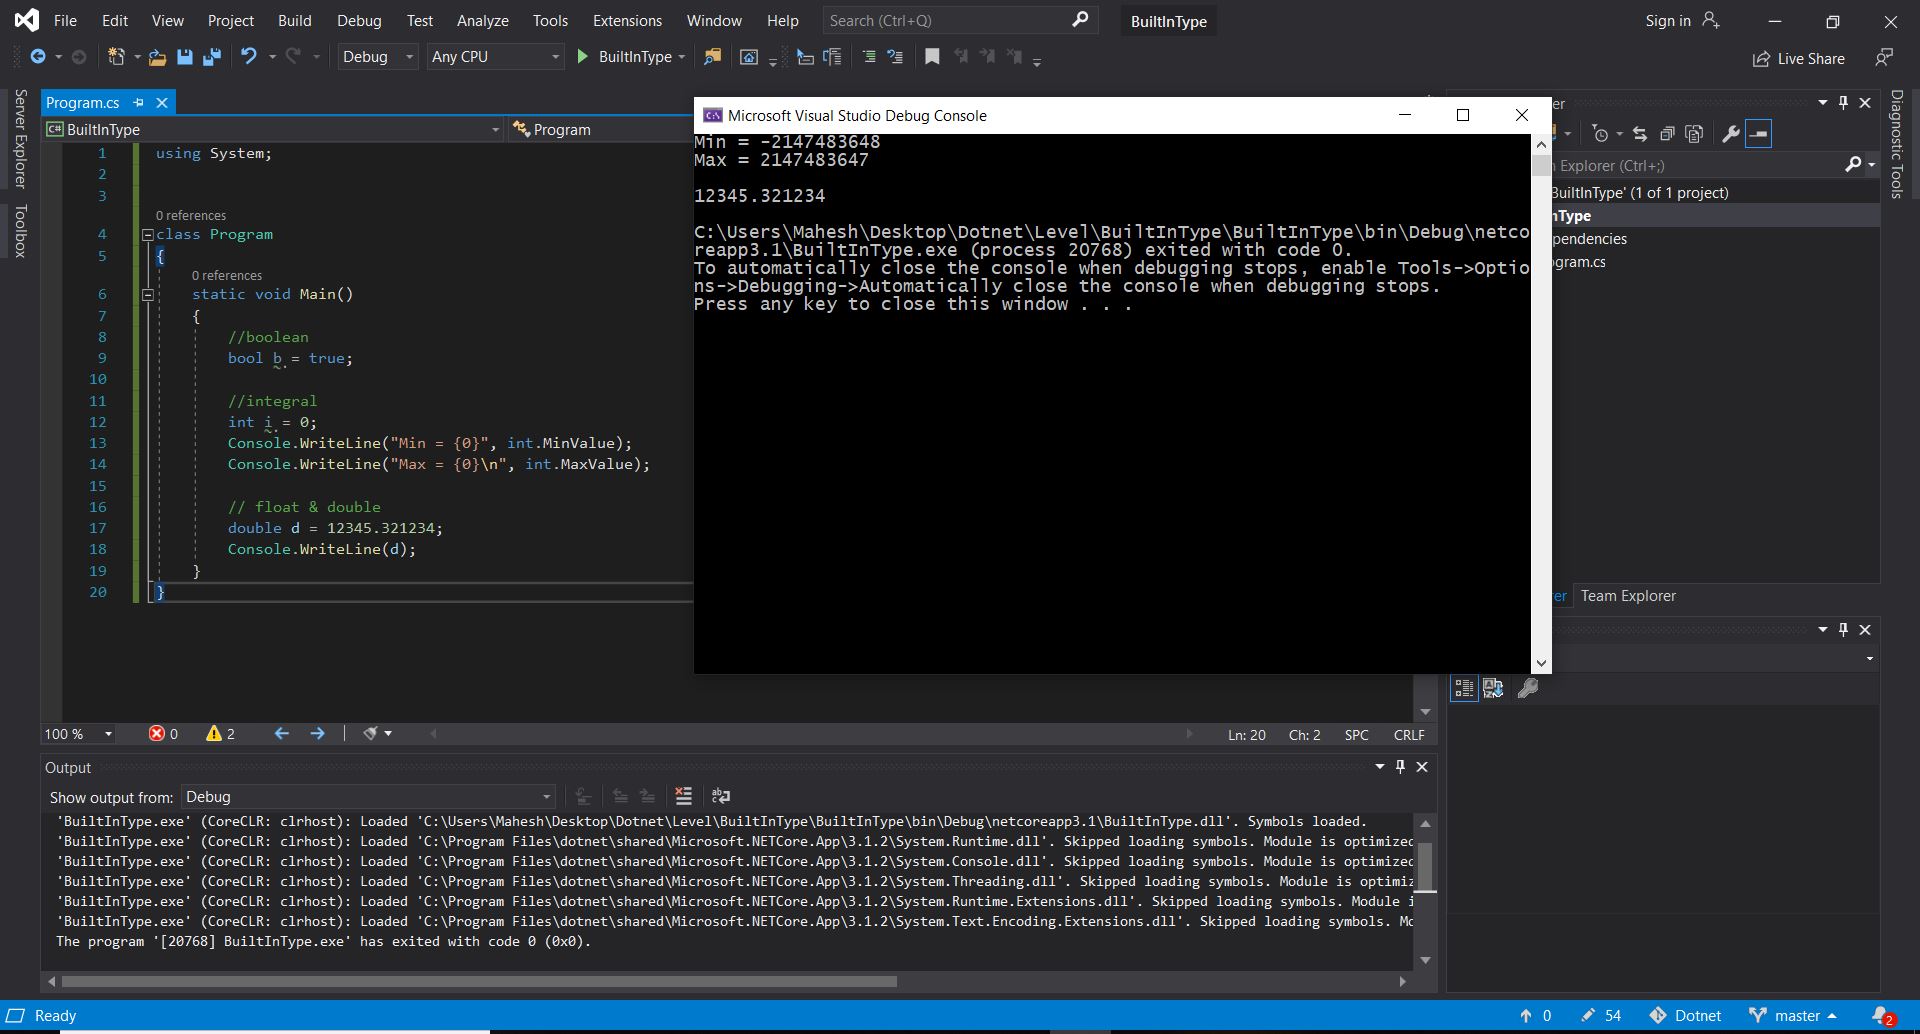 File Edit View Project Build Debug Test Analyze Tools Extensions Window Help Search (Ctrl+Q) BuiltInType Sign in
Debug Any CPU BuiltInType Live Share
Server Explorer
Toolbox
Program.cs
BuiltInType Program
1 using System;
2
3
0 references
4 class Program
5 {
0 references
6 static void Main()
7 {
8 //boolean
9 bool b = true;
10
11 //integral
12 int i = 0;
13 Console.WriteLine("Min = {0}", int.MinValue);
14 Console.WriteLine("Max = {0}\n", int.MaxValue);
15
16 // float & double
17 double d = 12345.321234;
18 Console.WriteLine(d);
19 }
20 }
Microsoft Visual Studio Debug Console
Min = -2147483648
Max = 2147483647
12345.321234
C:\Users\Mahesh\Desktop\Dotnet\Level\BuiltInType\BuiltInType\bin\Debug\netco
reapp3.1\BuiltInType.exe (process 20768) exited with code 0.
To automatically close the console when debugging stops, enable Tools->Optio
ns->Debugging->Automatically close the console when debugging stops.
Press any key to close this window . . .
er
Explorer (Ctrl+;)
BuiltInType' (1 of 1 project)
nType
pendencies
ogram.cs
er Team Explorer
Diagnostic Tools
100 % 0 2 Ln: 20 Ch: 2 SPC CRLF
Output
Show output from: Debug
'BuiltInType.exe' (CoreCLR: clrhost): Loaded 'C:\Users\Mahesh\Desktop\Dotnet\Level\BuiltInType\BuiltInType\bin\Debug\netcoreapp3.1\BuiltInType.dll'. Symbols loaded.
'BuiltInType.exe' (CoreCLR: clrhost): Loaded 'C:\Program Files\dotnet\shared\Microsoft.NETCore.App\3.1.2\System.Runtime.dll'. Skipped loading symbols. Module is optimized
'BuiltInType.exe' (CoreCLR: clrhost): Loaded 'C:\Program Files\dotnet\shared\Microsoft.NETCore.App\3.1.2\System.Console.dll'. Skipped loading symbols. Module is optimized
'BuiltInType.exe' (CoreCLR: clrhost): Loaded 'C:\Program Files\dotnet\shared\Microsoft.NETCore.App\3.1.2\System.Threading.dll'. Skipped loading symbols. Module is optimiz
'BuiltInType.exe' (CoreCLR: clrhost): Loaded 'C:\Program Files\dotnet\shared\Microsoft.NETCore.App\3.1.2\System.Runtime.Extensions.dll'. Skipped loading symbols. Module i
'BuiltInType.exe' (CoreCLR: clrhost): Loaded 'C:\Program Files\dotnet\shared\Microsoft.NETCore.App\3.1.2\System.Text.Encoding.Extensions.dll'. Skipped loading symbols. Mo
The program '[20768] BuiltInType.exe' has exited with code 0 (0x0).
Ready 0 54 Dotnet master 2